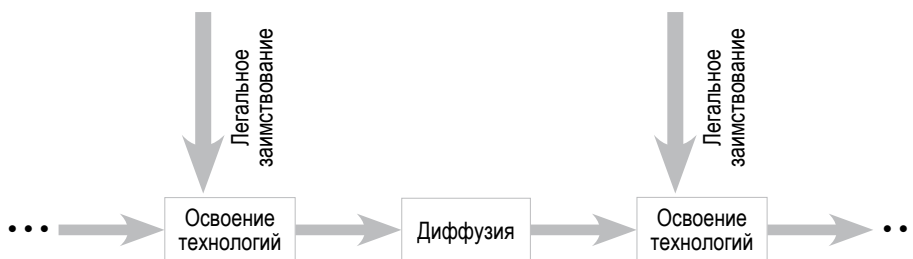 Легальное
заимствование
Легальное
заимствование
Освоение
технологий
Диффузия
Освоение
технологий